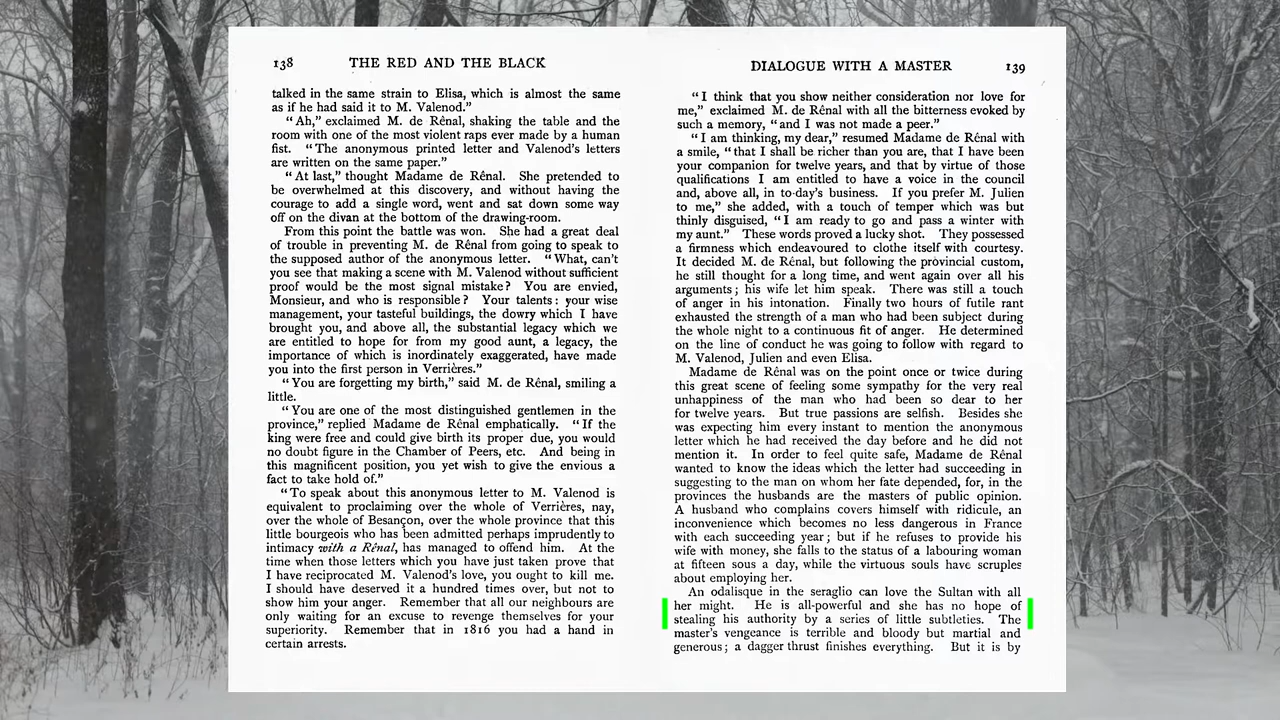 138 THE RED AND THE BLACK
talked in the same strain to Elisa, which is almost the same
as if he had said it to M. Valenod.”
“Ah,” exclaimed M. de Rênal, shaking the table and the
room with one of the most violent raps ever made by a human
fist. “The anonymous printed letter and Valenod’s letters
are written on the same paper.”
“At last,” thought Madame de Rênal. She pretended to
be overwhelmed at this discovery, and without having the
courage to add a single word, went and sat down some way
off on the divan at the bottom of the drawing-room.
From this point the battle was won. She had a great deal
of trouble in preventing M. de Rênal from going to speak to
the supposed author of the anonymous letter. “What, can’t
you see that making a scene with M. Valenod without sufficient
proof would be the most signal mistake? You are envied,
Monsieur, and who is responsible? Your talents: your wise
management, your tasteful buildings, the dowry which I have
brought you, and above all, the substantial legacy which we
are entitled to hope for from my good aunt, a legacy, the
importance of which is inordinately exaggerated, have made
you into the first person in Verrières.”
“You are forgetting my birth,” said M. de Rênal, smiling a
little.
“You are one of the most distinguished gentlemen in the
province,” replied Madame de Rênal emphatically. “If the
king were free and could give birth its proper due, you would
no doubt figure in the Chamber of Peers, etc. And being in
this magnificent position, you yet wish to give the envious a
fact to take hold of.”
“To speak about this anonymous letter to M. Valenod is
equivalent to proclaiming over the whole of Verrières, nay,
over the whole of Besançon, over the whole province that this
little bourgeois who has been admitted perhaps imprudently to
intimacy with a Rênal, has managed to offend him. At the
time when those letters which you have just taken prove that
I have reciprocated M. Valenod’s love, you ought to kill me.
I should have deserved it a hundred times over, but not to
show him your anger. Remember that all our neighbours are
only waiting for an excuse to revenge themselves for your
superiority. Remember that in 1816 you had a hand in
certain arrests.
DIALOGUE WITH A MASTER 139
“I think that you show neither consideration nor love for
me,” exclaimed M. de Rênal with all the bitterness evoked by
such a memory, “and I was not made a peer.”
“I am thinking, my dear,” resumed Madame de Rênal with
a smile, “that I shall be richer than you are, that I have been
your companion for twelve years, and that by virtue of those
qualifications I am entitled to have a voice in the council
and, above all, in to-day’s business. If you prefer M. Julien
to me,” she added, with a touch of temper which was but
thinly disguised, “I am ready to go and pass a winter with
my aunt.” These words proved a lucky shot. They possessed
a firmness which endeavoured to clothe itself with courtesy.
It decided M. de Rênal, but following the provincial custom,
he still thought for a long time, and went again over all his
arguments; his wife let him speak. There was still a touch
of anger in his intonation. Finally two hours of futile rant
exhausted the strength of a man who had been subject during
the whole night to a continuous fit of anger. He determined
on the line of conduct he was going to follow with regard to
M. Valenod, Julien and even Elisa.
Madame de Rênal was on the point once or twice during
this great scene of feeling some sympathy for the very real
unhappiness of the man who had been so dear to her
for twelve years. But true passions are selfish. Besides she
was expecting him every instant to mention the anonymous
letter which he had received the day before and he did not
mention it. In order to feel quite safe, Madame de Rênal
wanted to know the ideas which the letter had succeeding in
suggesting to the man on whom her fate depended, for, in the
provinces the husbands are the masters of public opinion.
A husband who complains covers himself with ridicule, an
inconvenience which becomes no less dangerous in France
with each succeeding year; but if he refuses to provide his
wife with money, she falls to the status of a labouring woman
at fifteen sous a day, while the virtuous souls have scruples
about employing her.
An odalisque in the seraglio can love the Sultan with all
her might. He is all-powerful and she has no hope of
stealing his authority by a series of little subtleties. The
master’s vengeance is terrible and bloody but martial and
generous; a dagger thrust finishes everything. But it is by